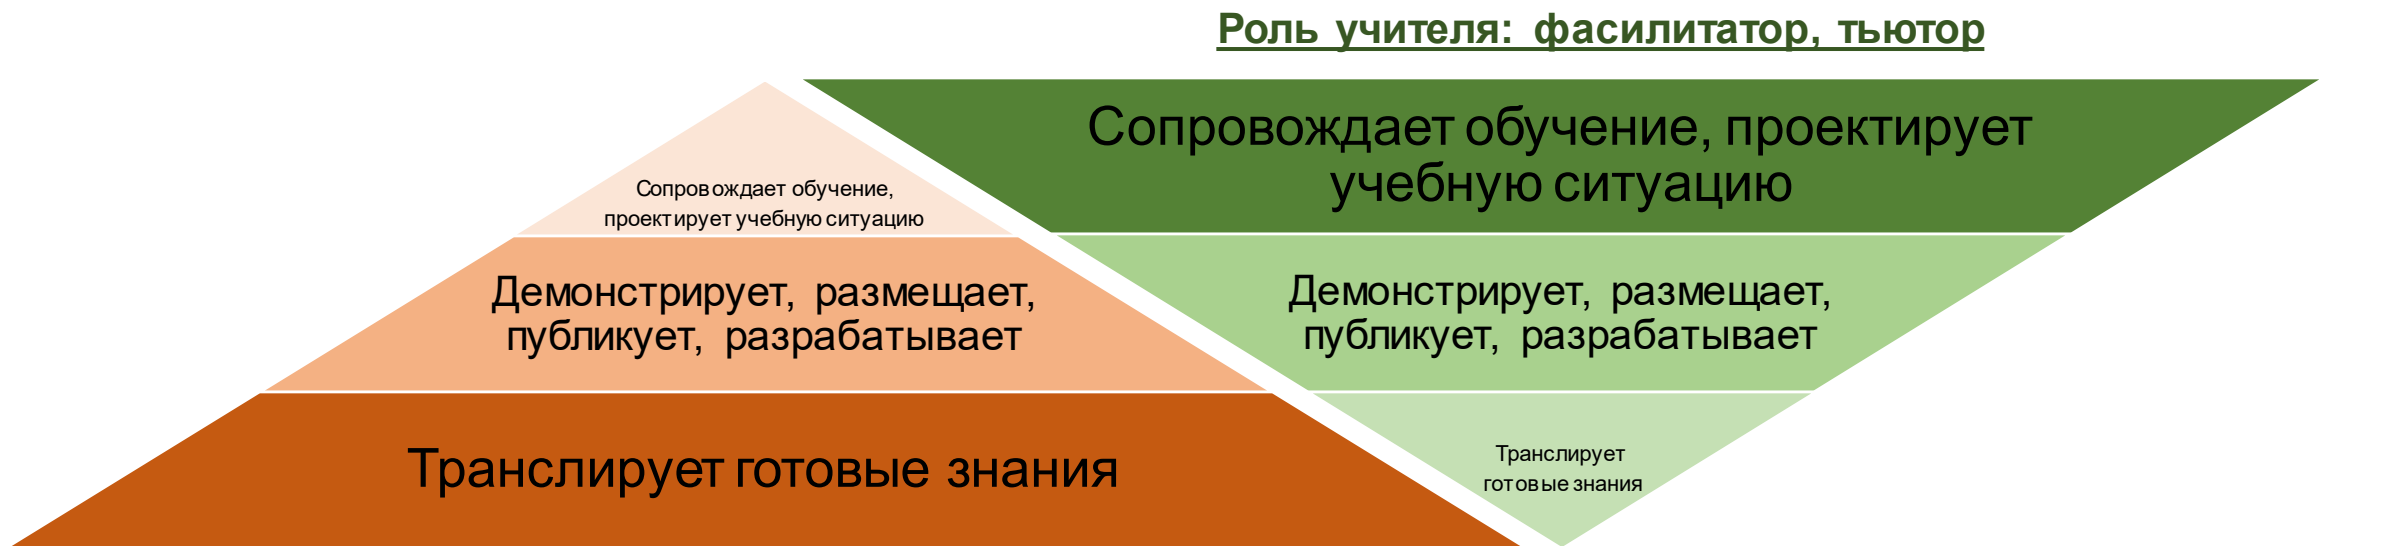 Роль учителя: фасилитатор, тьютор
Сопровождает обучение,
проектирует учебную ситуацию
Демонстрирует, размещает,
публикует, разрабатывает
Транслирует готовые знания
Сопровождает обучение, проектирует
учебную ситуацию
Демонстрирует, размещает,
публикует, разрабатывает
Транслирует
готовые знания